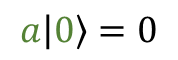 a|0⟩ = 0